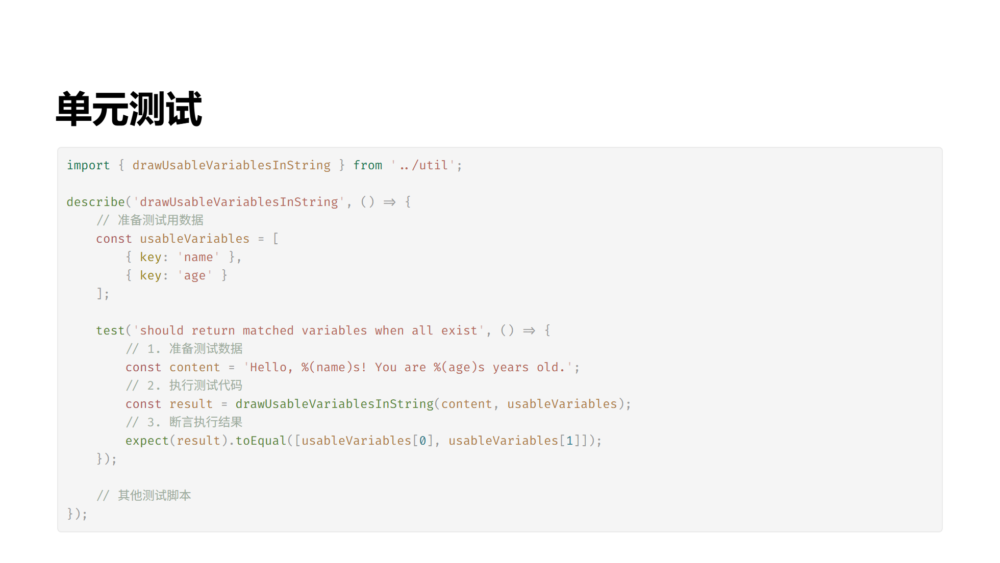 单元测试
import { drawUsableVariablesInString } from '../util';
describe('drawUsableVariablesInString', () => {
    // 准备测试用数据
    const usableVariables = [
        { key: 'name' },
        { key: 'age' }
    ];
    test('should return matched variables when all exist', () => {
        // 1. 准备测试数据
        const content = 'Hello, %(name)s! You are %(age)s years old.';
        // 2. 执行测试代码
        const result = drawUsableVariablesInString(content, usableVariables);
        // 3. 断言执行结果
        expect(result).toEqual([usableVariables[0], usableVariables[1]]);
    });
    // 其他测试脚本
});